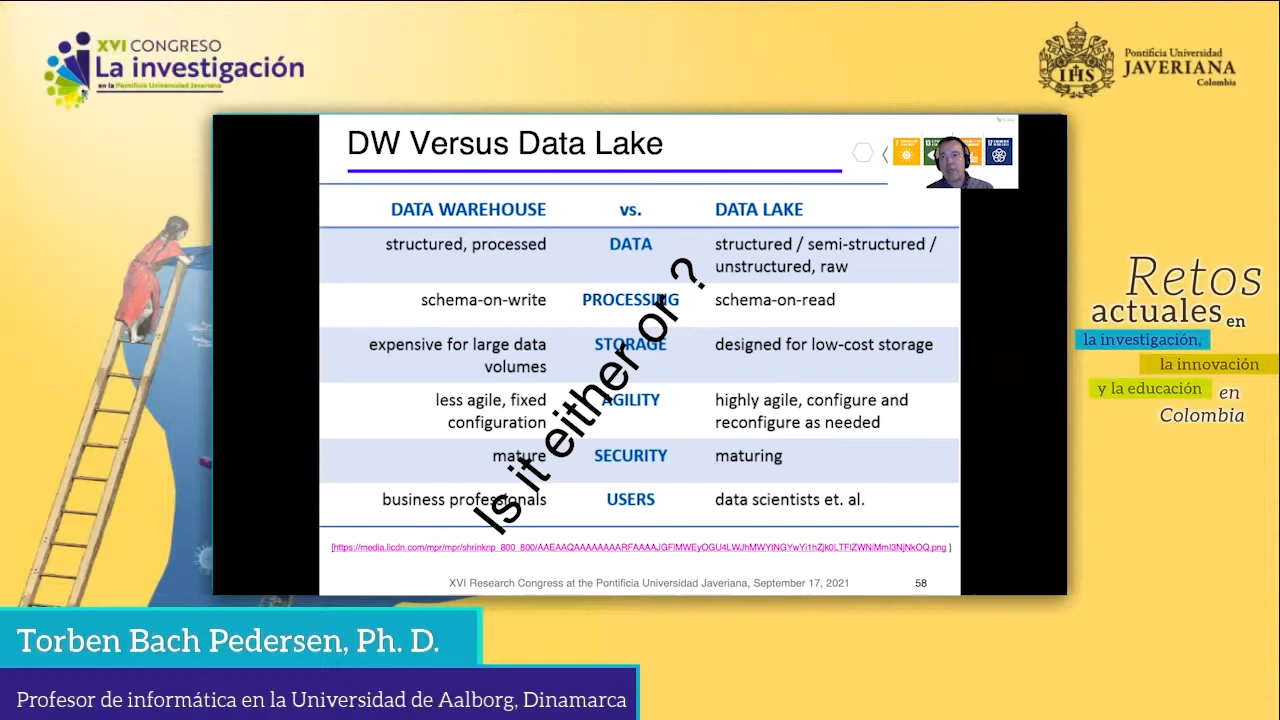 XVI CONGRESO
La investigación
en la Pontificia Universidad Javeriana
Pontificia Universidad
JAVERIANA
Colombia
IHS
DW Versus Data Lake
DATA WAREHOUSE vs. DATA LAKE
structured, processed DATA structured / semi-structured /
unstructured, raw
schema-on-write PROCESSING schema-on-read
expensive for large data STORAGE designed for low-cost storage
volumes
less agile, fixed AGILITY highly agile, configure and
configuration reconfigure as needed
mature SECURITY maturing
business professionals USERS data scientists et. al.
Is it either or ?
XVI Research Congress at the Pontificia Universidad Javeriana, September 17, 2021 58
Retos
actuales en
la investigación,
la innovación
y la educación en
Colombia
Torben Bach Pedersen, Ph. D.
Profesor de informática en la Universidad de Aalborg, Dinamarca